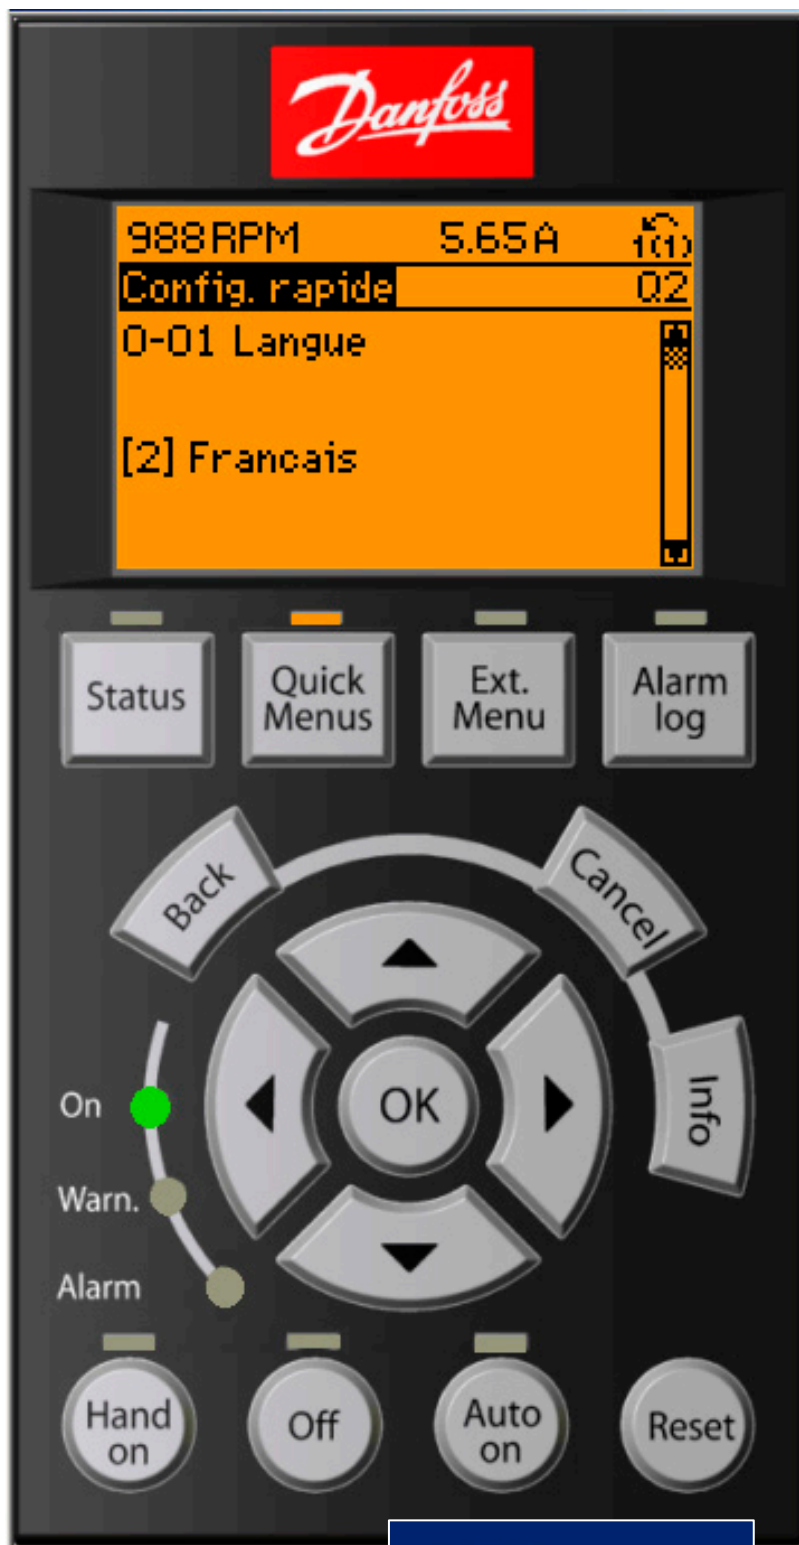 Danfoss
988RPM 5.65A 1(1)
Config. rapide Q2
0-01 Langue
[2] Francais
Status
Quick Menus
Ext. Menu
Alarm log
Back
Cancel
OK
Info
On
Warn.
Alarm
Hand on
Off
Auto on
Reset